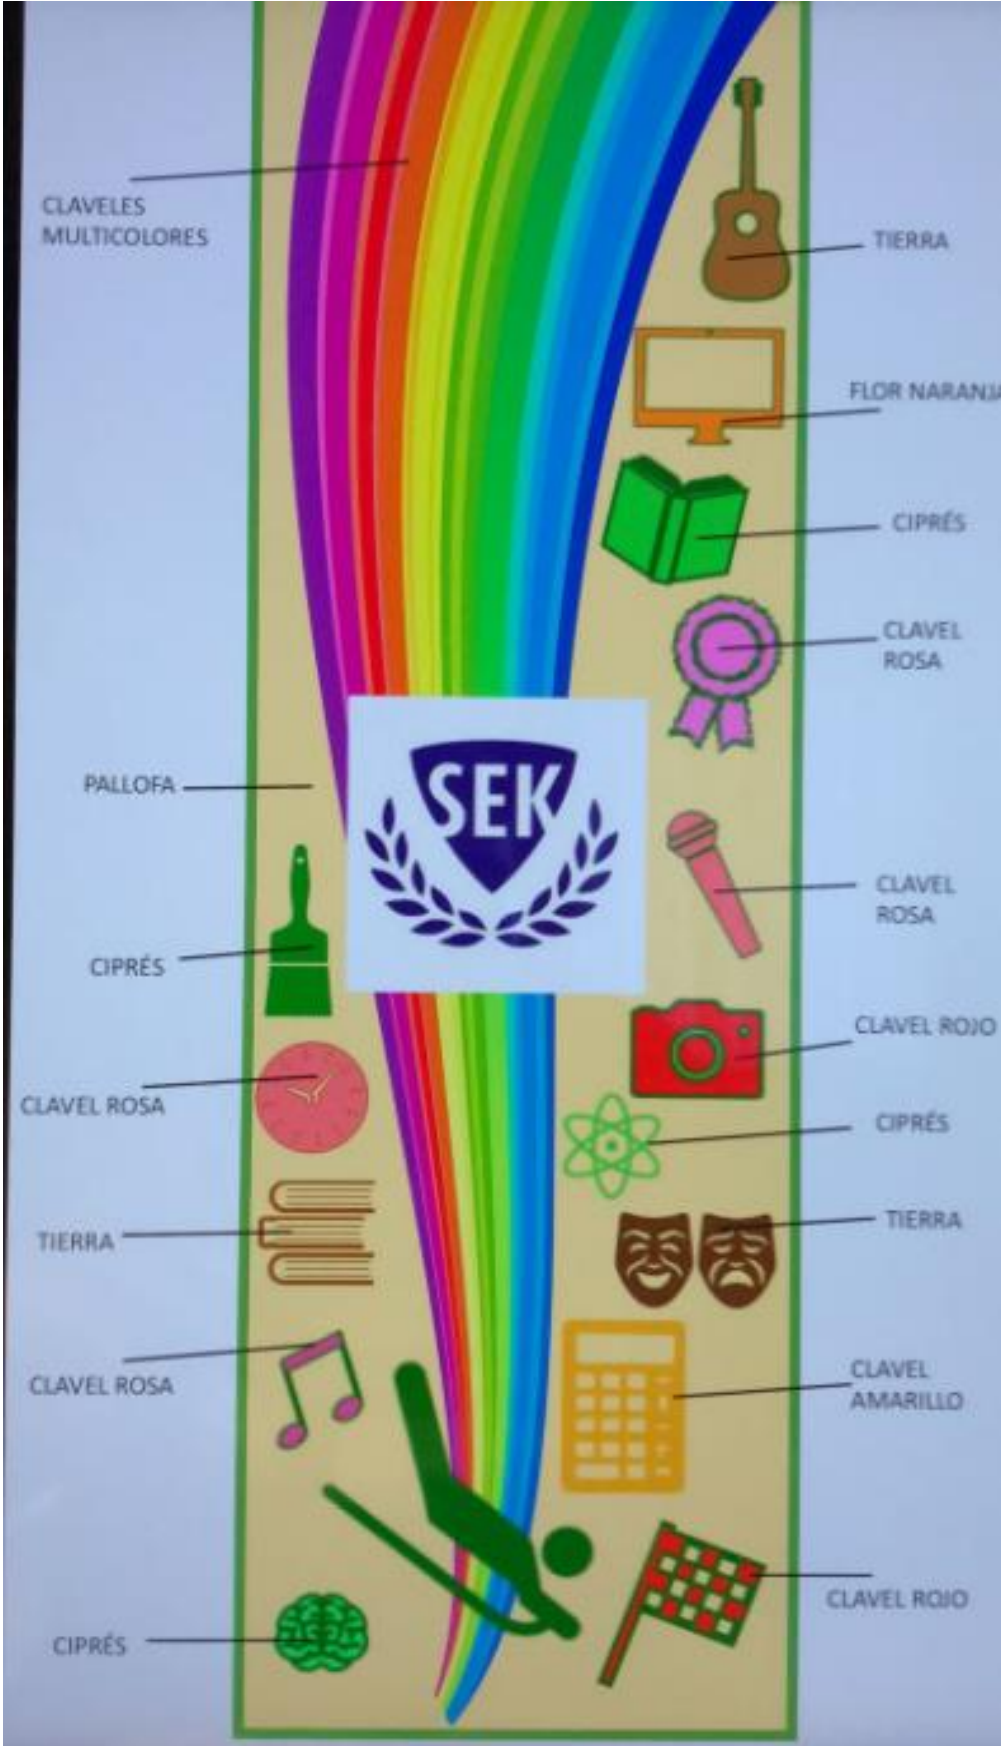 CLAVELES
MULTICOLORES
TIERRA
FLOR NARANJA
CIPRÉS
CLAVEL
ROSA
SEK
PALLOFA
CLAVEL
ROSA
CIPRÉS
CLAVEL ROJO
CLAVEL ROSA
CIPRÉS
TIERRA
TIERRA
CLAVEL ROSA
CLAVEL
AMARILLO
CLAVEL ROJO
CIPRÉS